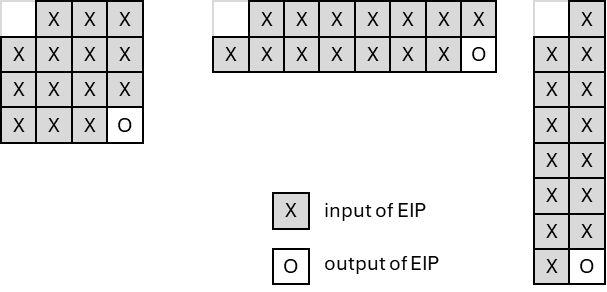 X X X
X X X X
X X X X
X X X O
X X X X X X X
X X X X X X X O
X
X X
X X
X X
X X
X X
X X
X O
X input of EIP
O output of EIP